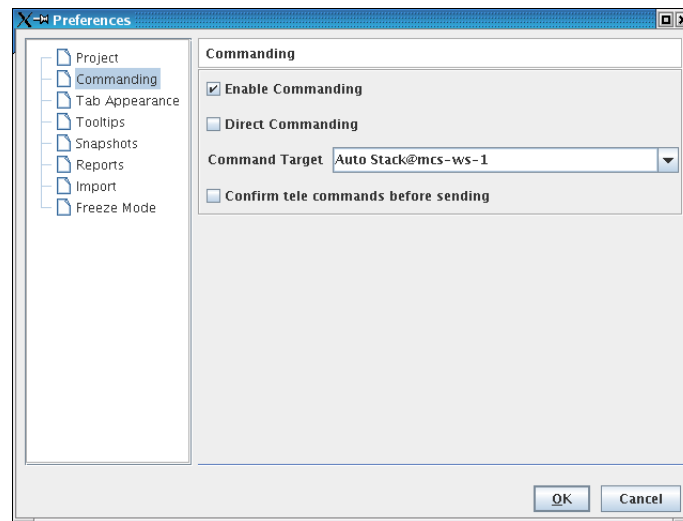 Preferences
Project
Commanding
Tab Appearance
Tooltips
Snapshots
Reports
Import
Freeze Mode
Commanding
Enable Commanding
Direct Commanding
Command Target Auto Stack@mcs-ws-1
Confirm tele commands before sending
OK Cancel